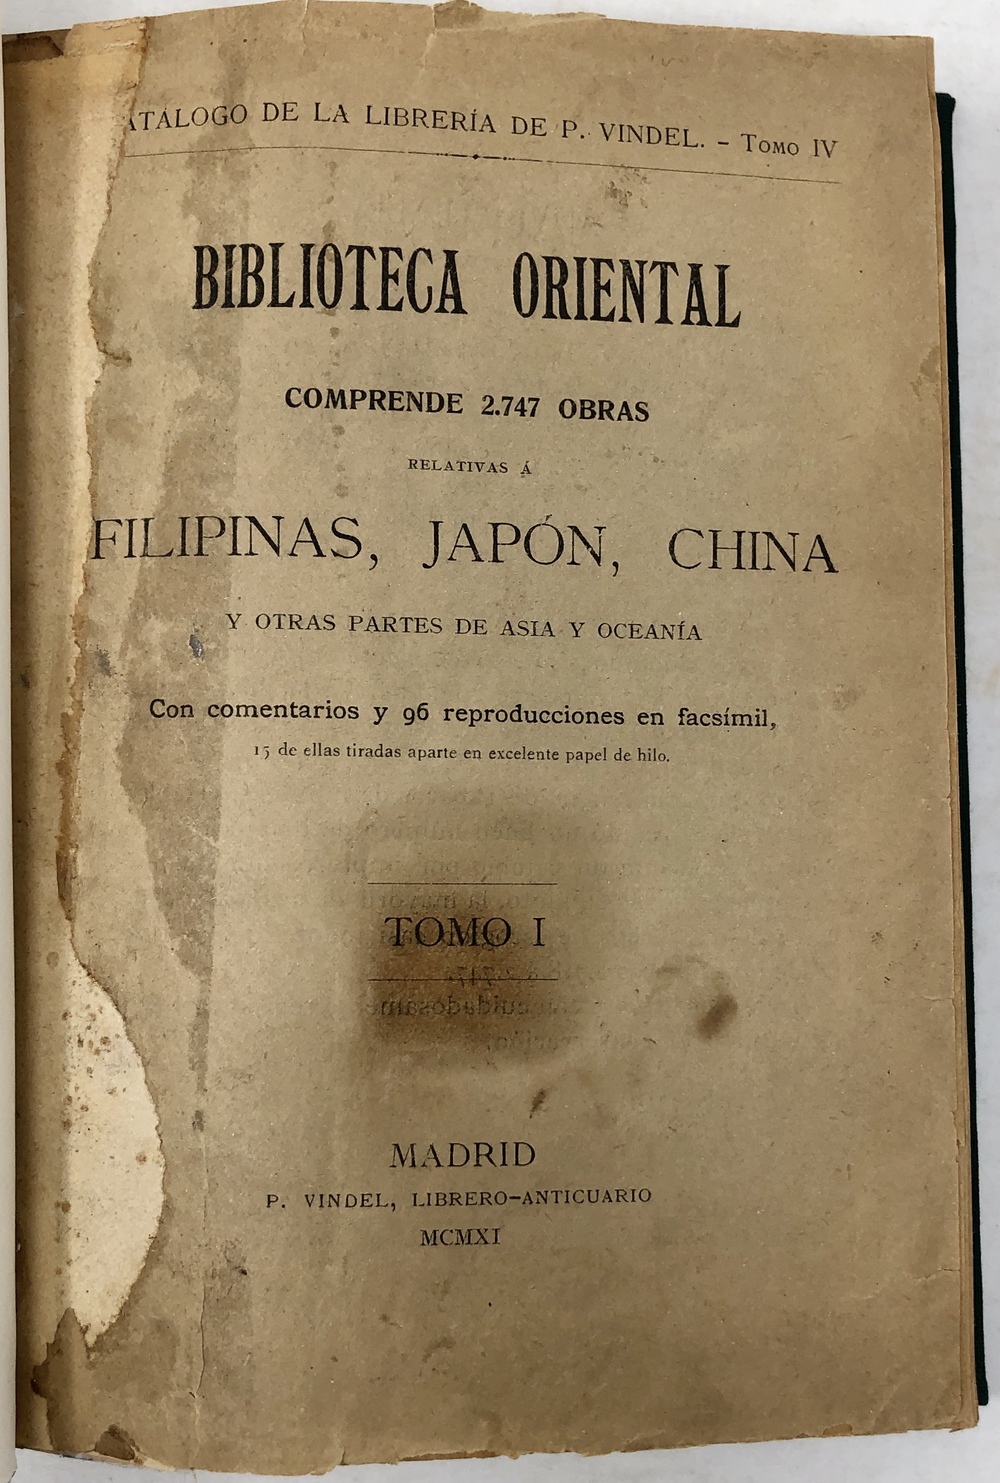 ATÁLOGO DE LA LIBRERÍA DE P. VINDEL. - Tomo IV
BIBLIOTECA ORIENTAL
COMPRENDE 2.747 OBRAS
RELATIVAS Á
FILIPINAS, JAPÓN, CHINA
Y OTRAS PARTES DE ASIA Y OCEANÍA
Con comentarios y 96 reproducciones en facsímil,
15 de ellas tiradas aparte en excelente papel de hilo.
TOMO I
MADRID
P. VINDEL, LIBRERO-ANTICUARIO
MCMXI